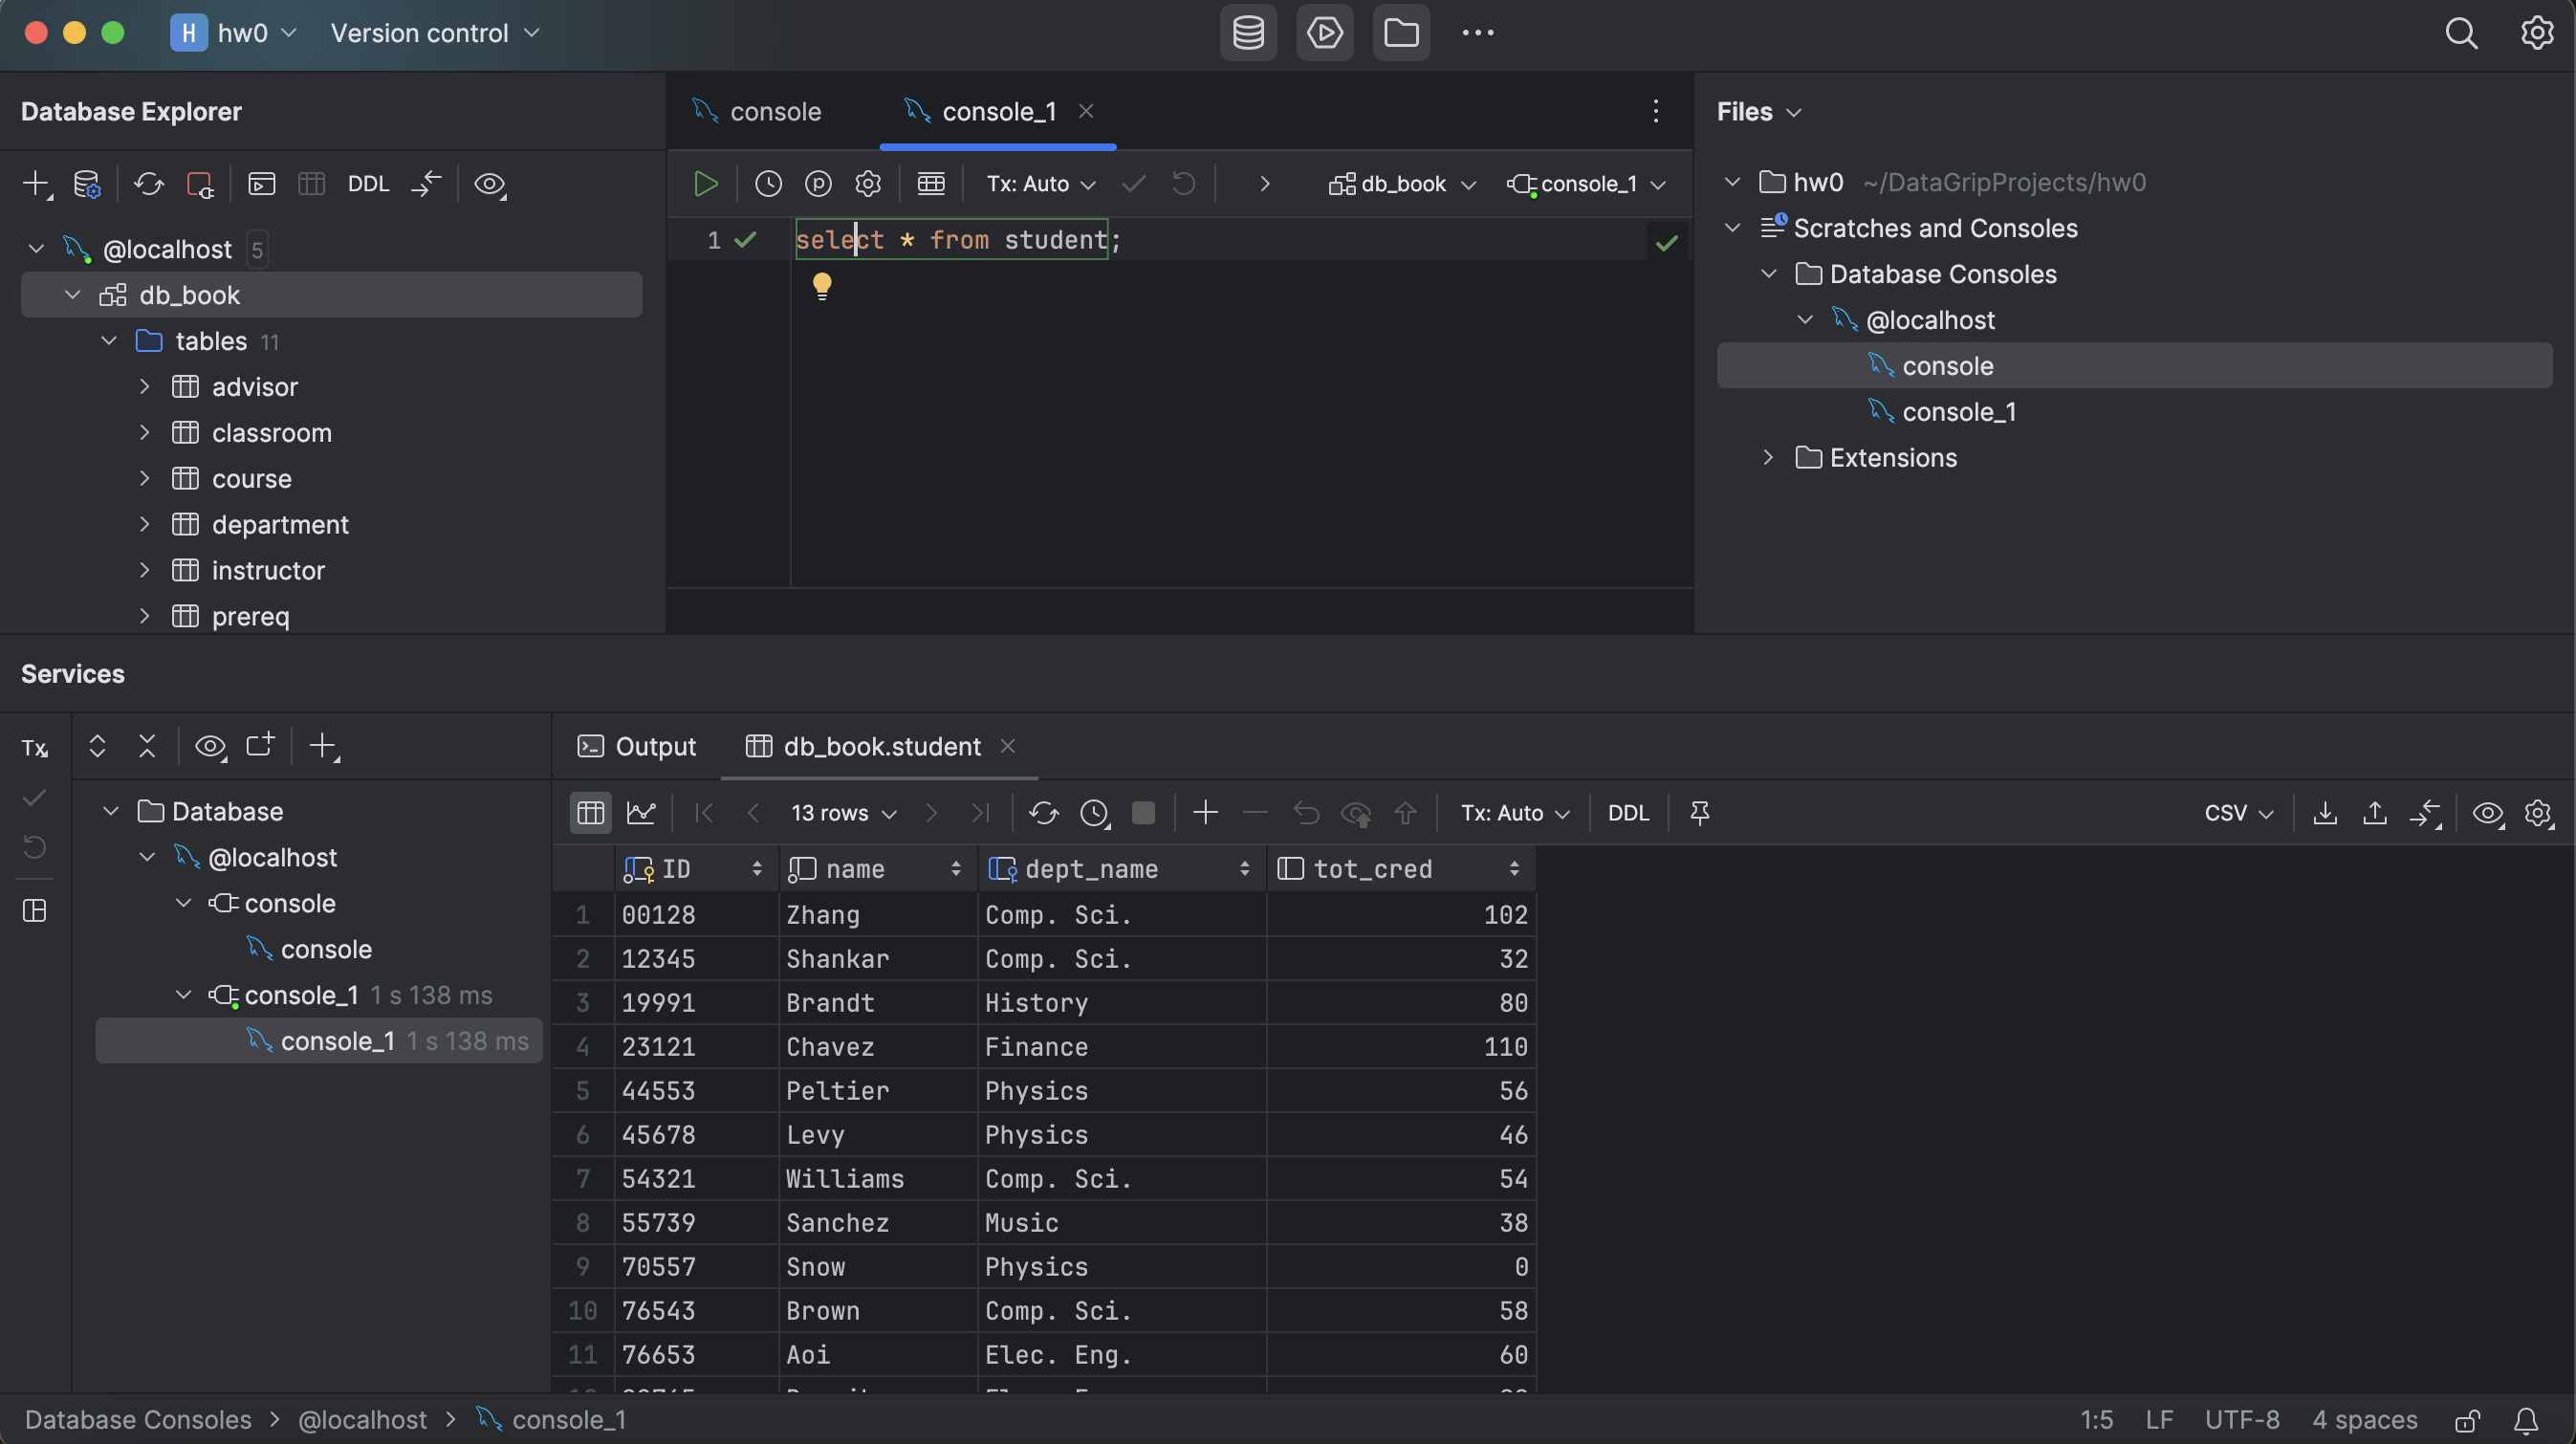 H hw0 Version control
Database Explorer
console console_1
Files
DDL
Tx: Auto db_book console_1
@localhost 5
db_book
tables 11
advisor
classroom
course
department
instructor
prereq
1 select * from student;
hw0 ~/DataGripProjects/hw0
Scratches and Consoles
Database Consoles
@localhost
console
console_1
Extensions
Services
Tx
Output db_book.student
Database
@localhost
console
console
console_1 1 s 138 ms
console_1 1 s 138 ms
13 rows Tx: Auto DDL CSV
ID name dept_name tot_cred
1 00128 Zhang Comp. Sci. 102
2 12345 Shankar Comp. Sci. 32
3 19991 Brandt History 80
4 23121 Chavez Finance 110
5 44553 Peltier Physics 56
6 45678 Levy Physics 46
7 54321 Williams Comp. Sci. 54
8 55739 Sanchez Music 38
9 70557 Snow Physics 0
10 76543 Brown Comp. Sci. 58
11 76653 Aoi Elec. Eng. 60
Database Consoles > @localhost > console_1
1:5 LF UTF-8 4 spaces